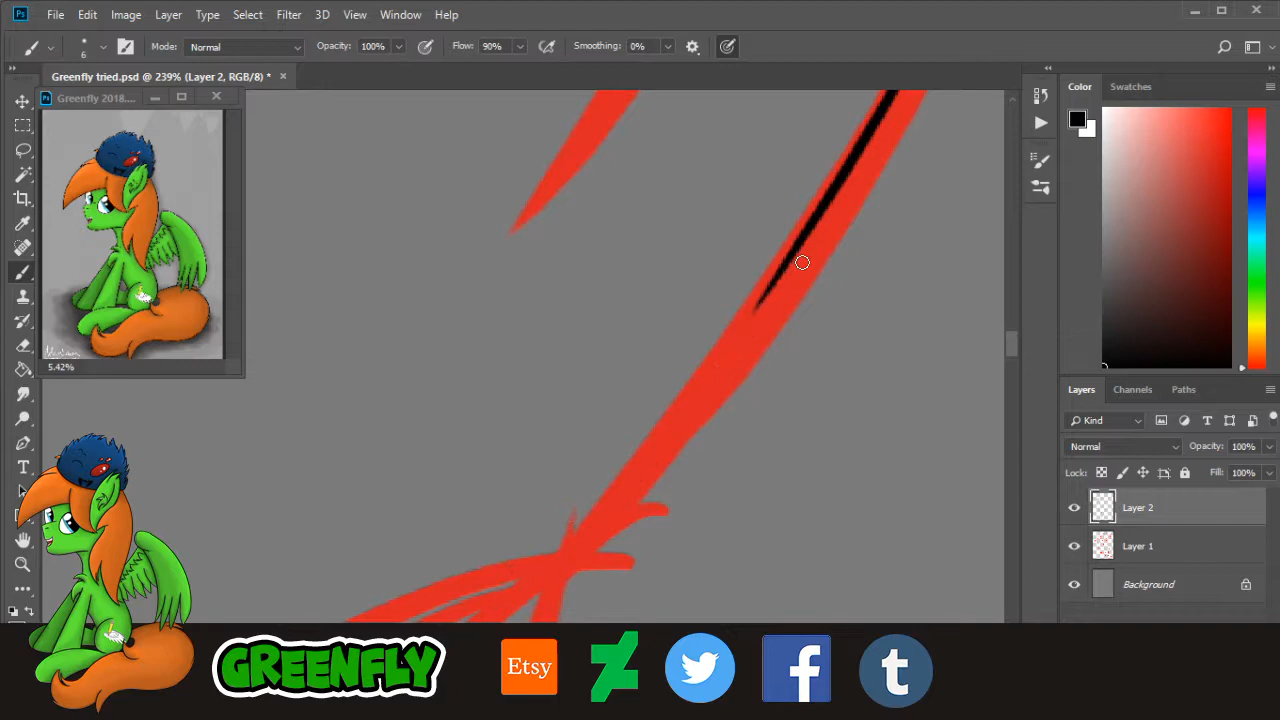 Ps File Edit Image Layer Type Select Filter 3D View Window Help
6 Mode: Normal Opacity: 100% Flow: 90% Smoothing: 0%
Greenfly tried.psd @ 239% (Layer 2, RGB/8) *
Greenfly 2018....
5.42%
Color Swatches
Layers Channels Paths
Kind
Normal Opacity: 100%
Lock: Fill: 100%
Layer 2
Layer 1
Background
GREENFLY Etsy f t